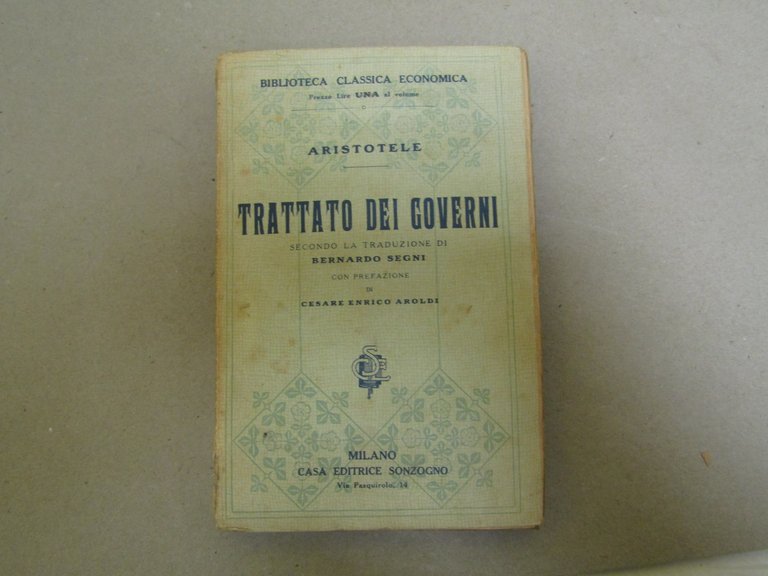 BIBLIOTECA CLASSICA ECONOMICA
Prezzo Lire UNA al volume
ARISTOTELE
TRATTATO DEI GOVERNI
SECONDO LA TRADUZIONE DI
BERNARDO SEGNI
CON PREFAZIONE
DI
CESARE ENRICO AROLDI
MILANO
CASA EDITRICE SONZOGNO
Via Pasquirolo, 14